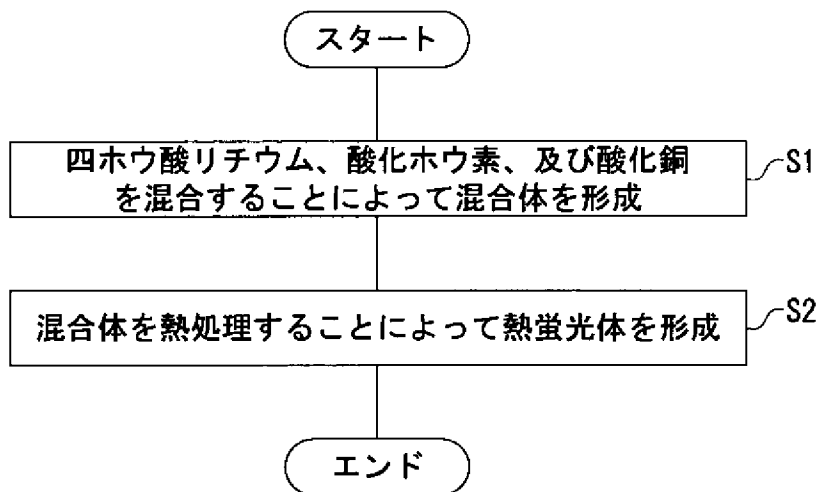 スタート
四ホウ酸リチウム、酸化ホウ素、及び酸化銅
を混合することによって混合体を形成
S1
混合体を熱処理することによって熱蛍光体を形成
S2
エンド